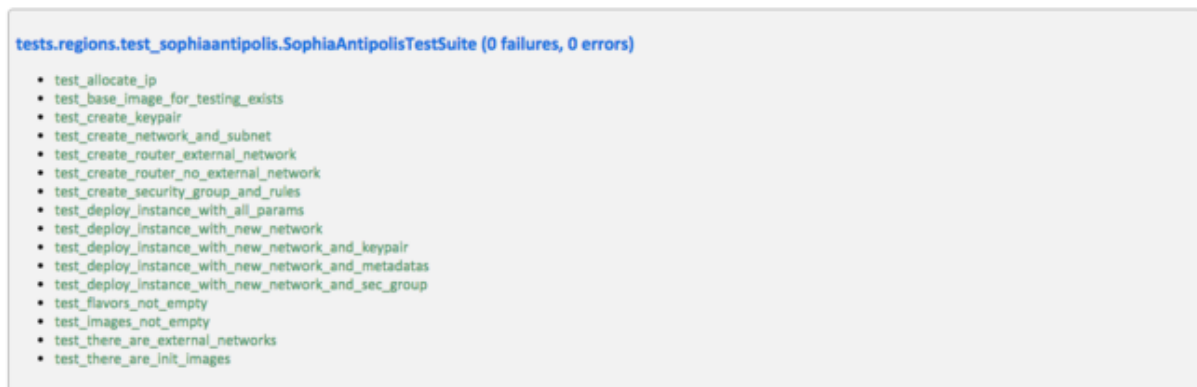 tests.regions.test_sophiaantipolis.SophiaAntipolisTestSuite (0 failures, 0 errors)
• test_allocate_ip
• test_base_image_for_testing_exists
• test_create_keypair
• test_create_network_and_subnet
• test_create_router_external_network
• test_create_router_no_external_network
• test_create_security_group_and_rules
• test_deploy_instance_with_all_params
• test_deploy_instance_with_new_network
• test_deploy_instance_with_new_network_and_keypair
• test_deploy_instance_with_new_network_and_metadatas
• test_deploy_instance_with_new_network_and_sec_group
• test_flavors_not_empty
• test_images_not_empty
• test_there_are_external_networks
• test_there_are_init_images